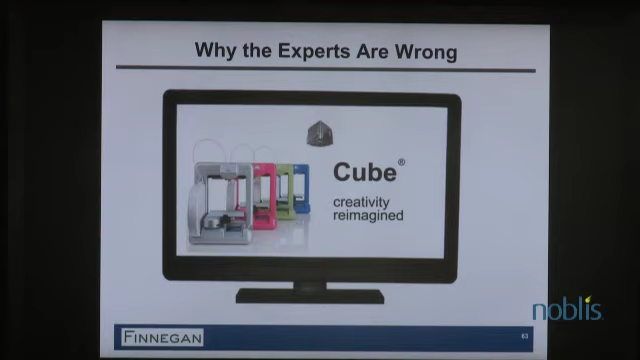 Why the Experts Are Wrong
Cube®
creativity
reimagined
noblis
FINNEGAN
63